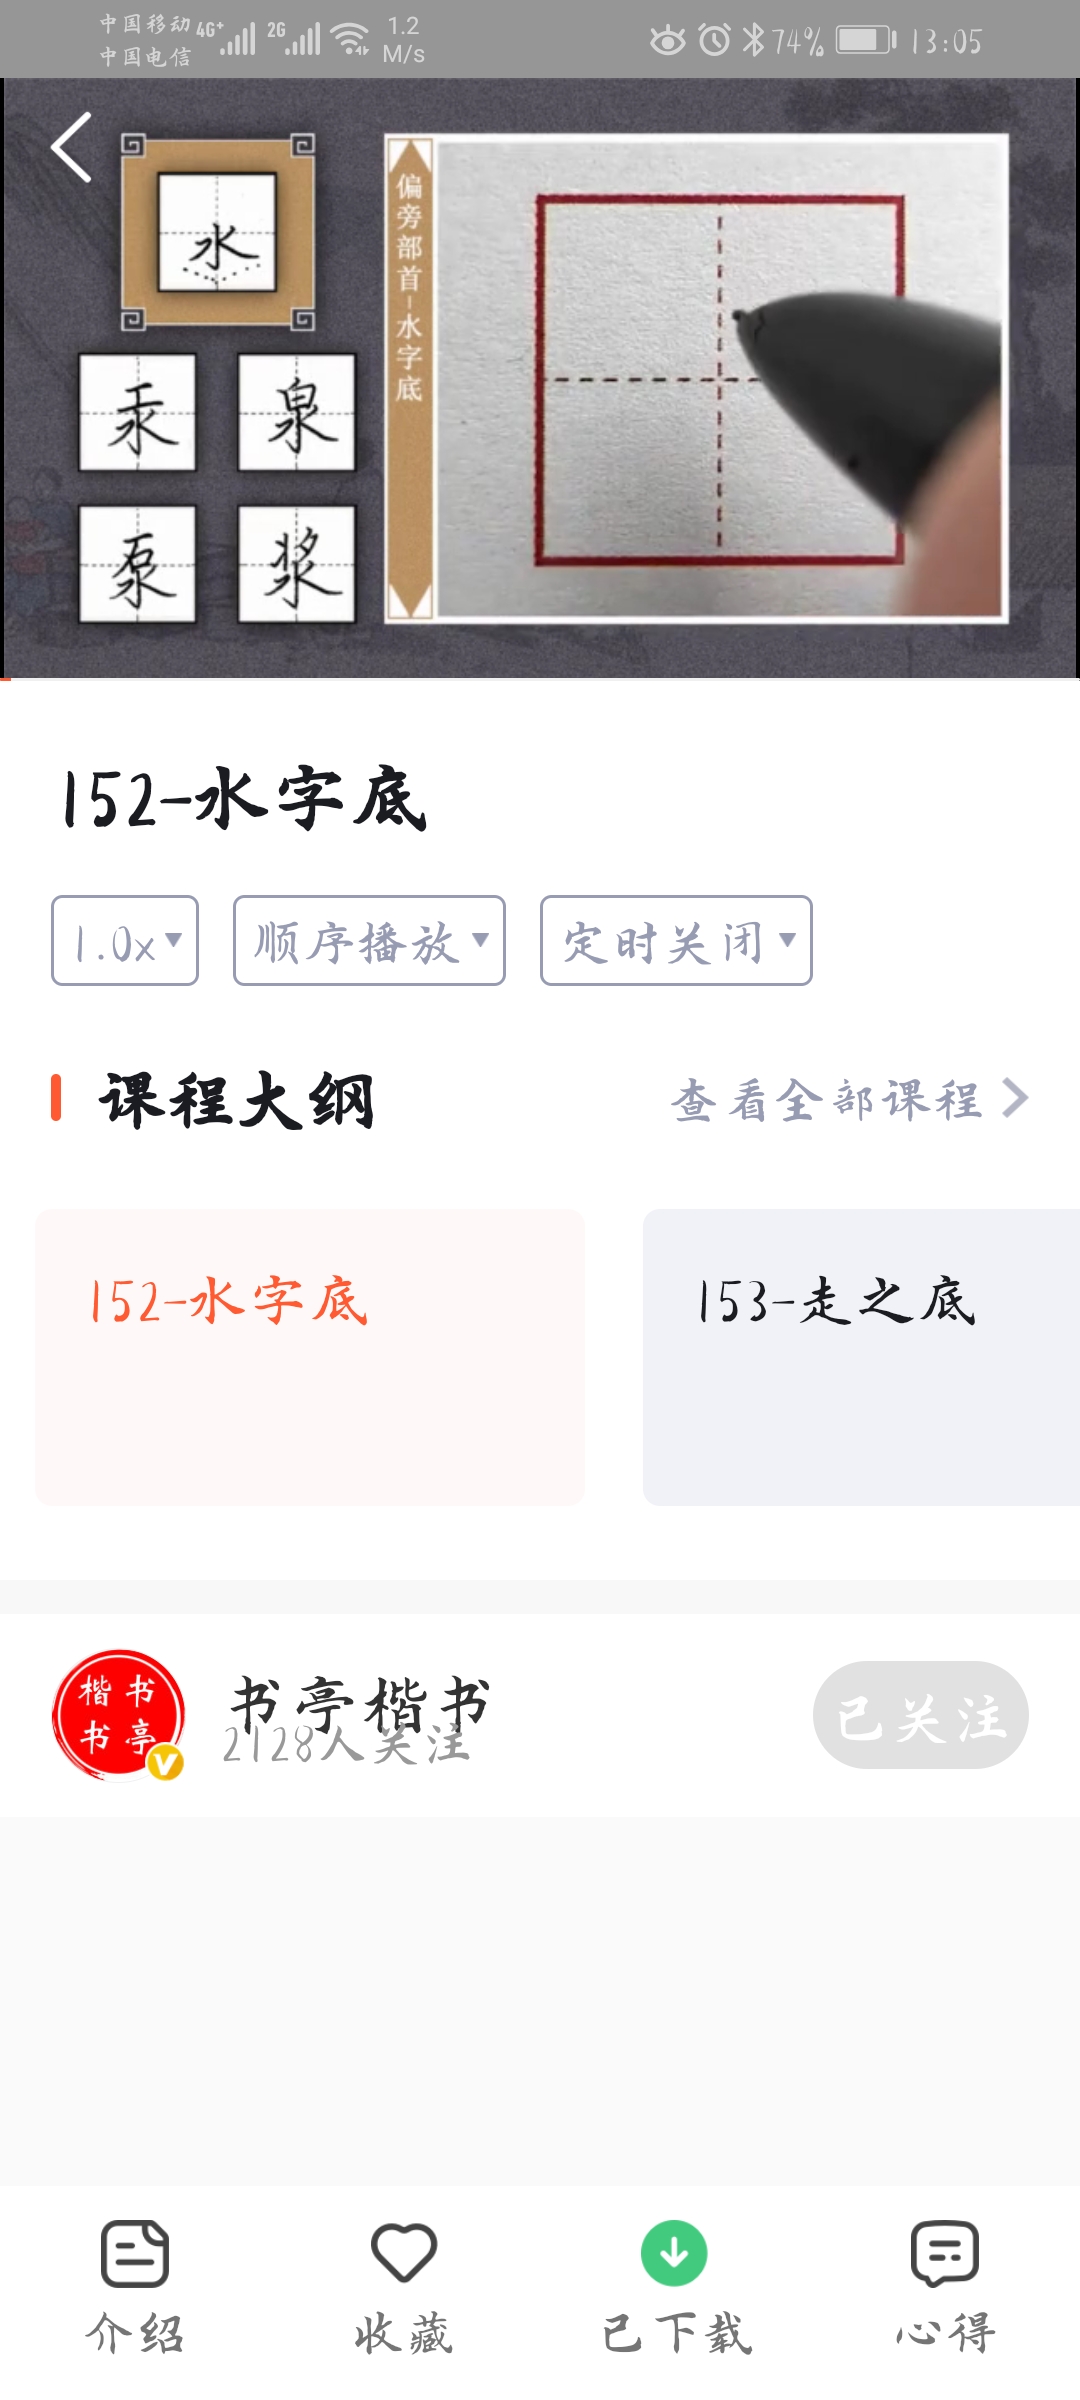 中国移动 4G+ 2G 1.2 M/s 74% 13:05
中国电信
水
汞 泉
泵 浆
偏旁部首-水字底
152-水字底
1.0x 顺序播放 定时关闭
课程大纲 查看全部课程
152-水字底 153-走之底
楷书
书亭
书亭楷书
2128人关注
已关注
介绍 收藏 已下载 心得